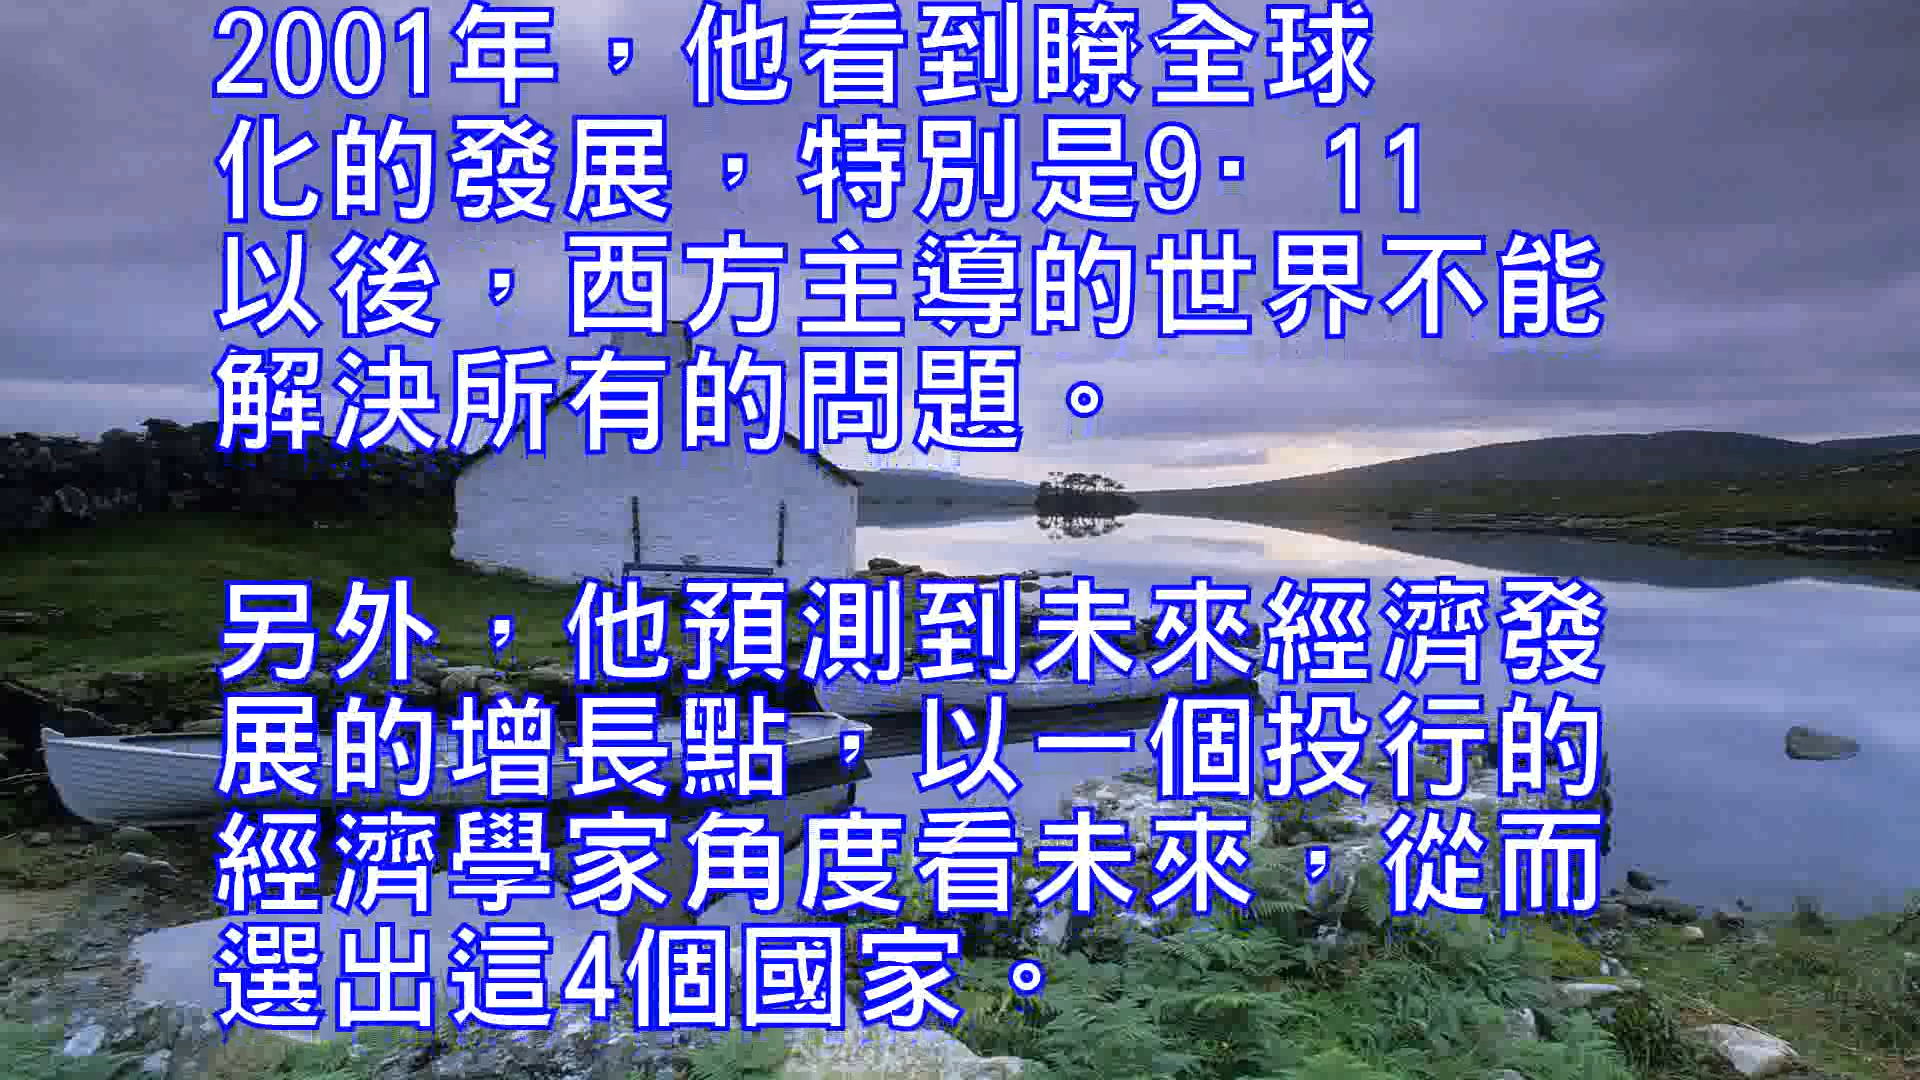 2001年，他看到瞭全球
化的發展，特別是9·11
以後，西方主導的世界不能
解決所有的問題。
另外，他預測到未來經濟發
展的增長點，以一個投行的
經濟學家角度看未來，從而
選出這4個國家。